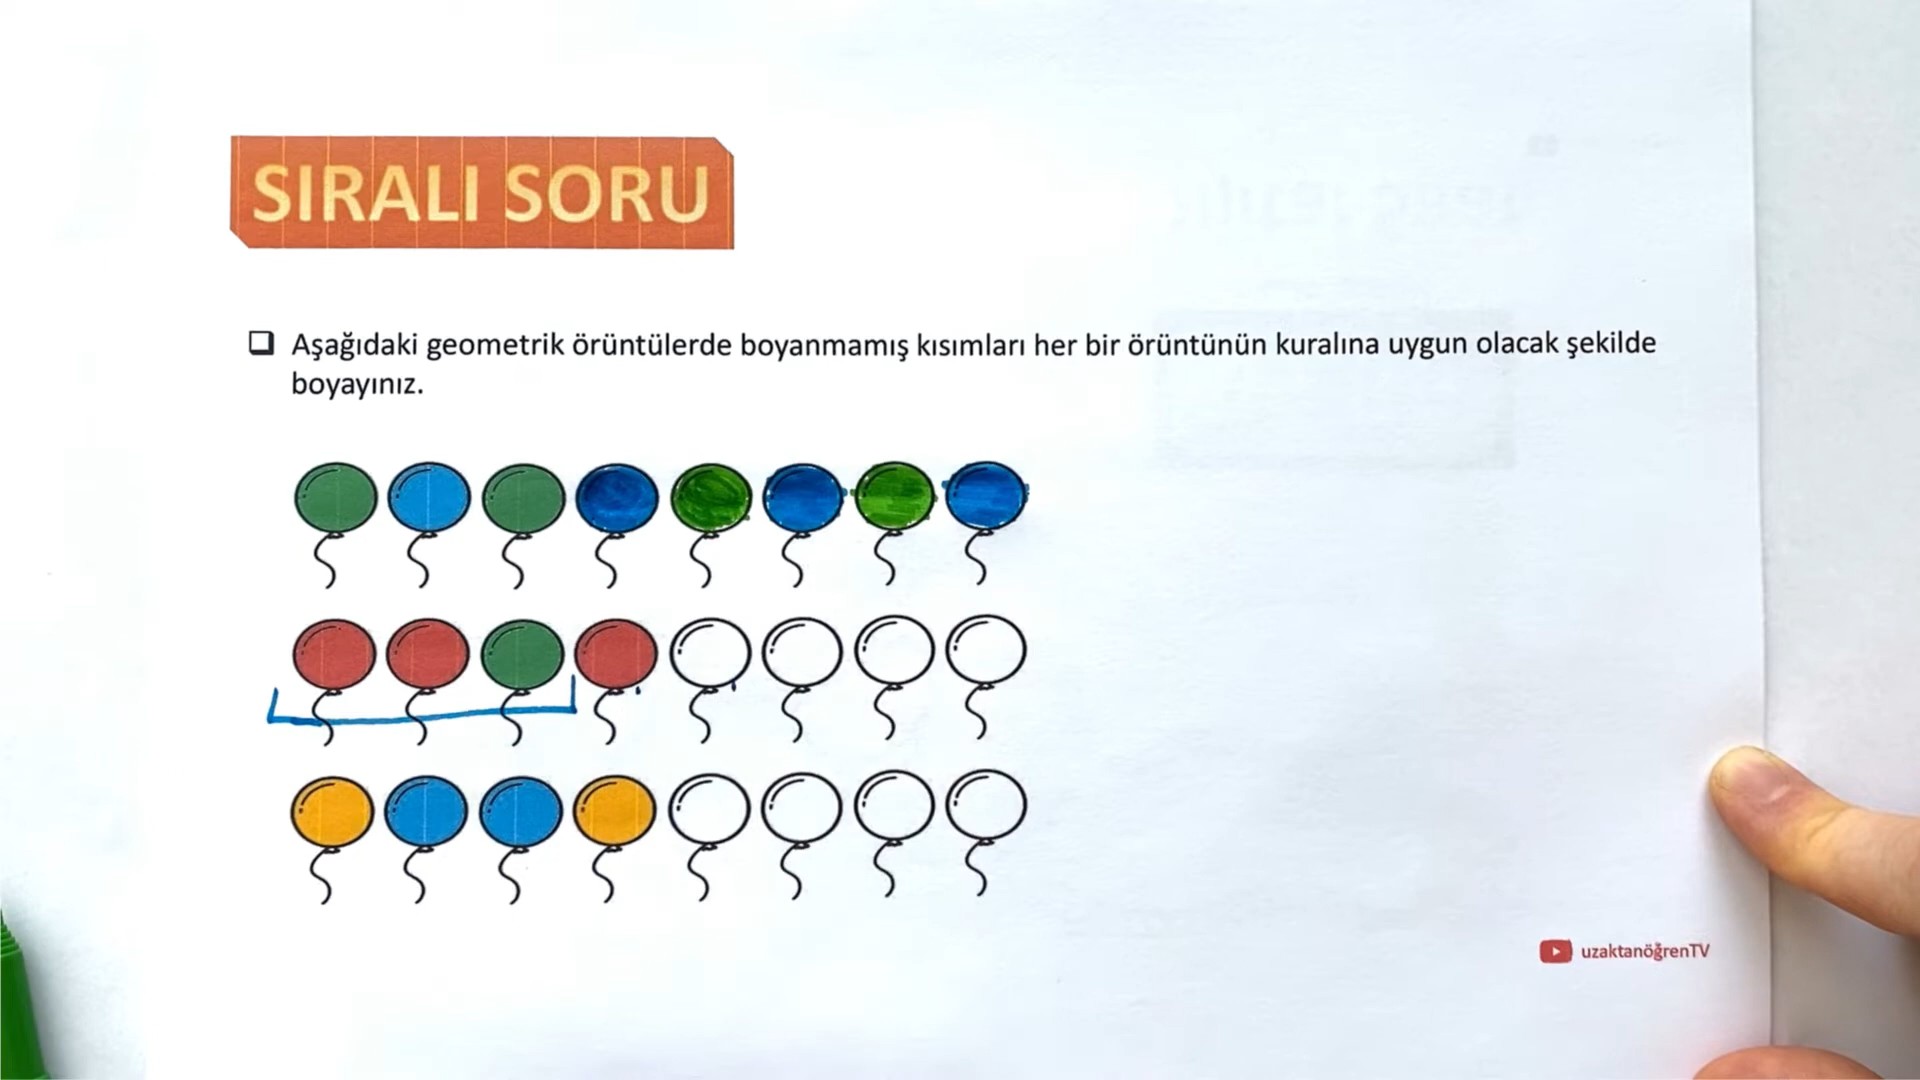 SIRALI SORU
Aşağıdaki geometrik örüntülerde boyanmamış kısımları her bir örüntünün kuralına uygun olacak şekilde
boyayınız.
uzaktanöğrenTV